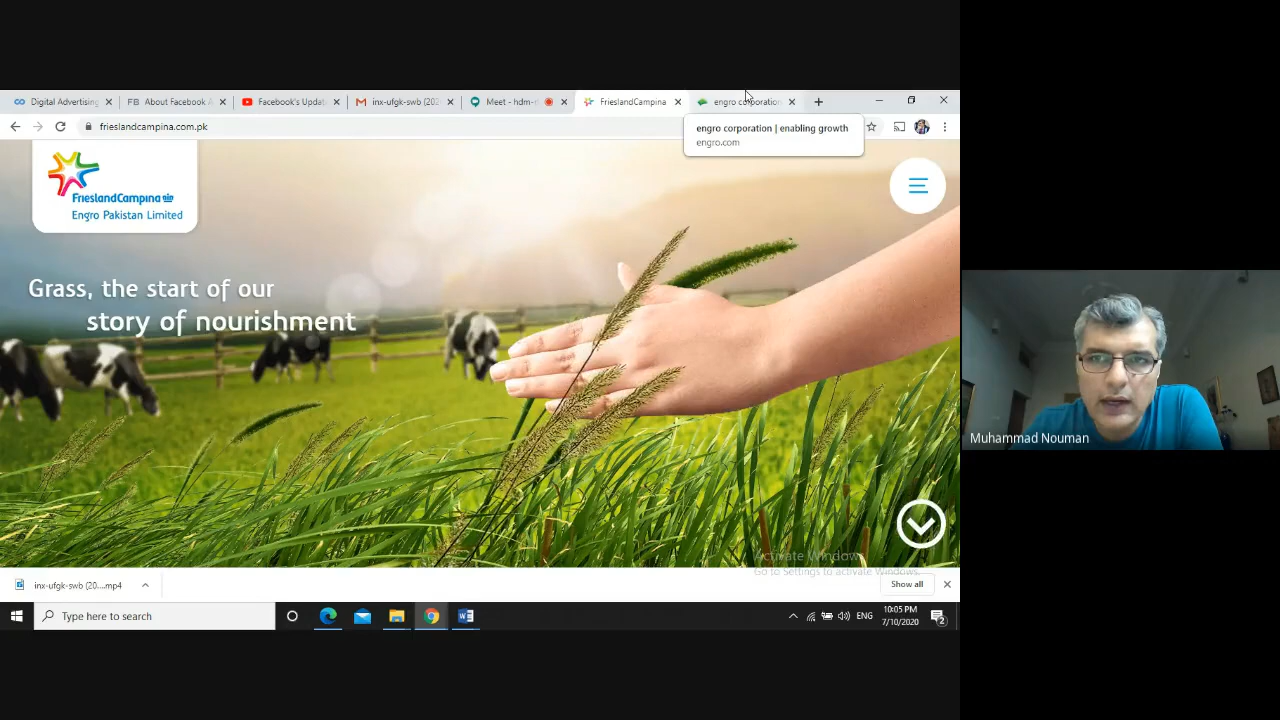 Digital Advertising
FB About Facebook A
Facebook's Updat
inx-ufgk-swb (202
Meet - hdm-
FrieslandCampina
engro corporation
frieslandcampina.com.pk
engro corporation | enabling growth
engro.com
FrieslandCampina
Engro Pakistan Limited
Grass, the start of our
story of nourishment
Muhammad Nouman
Activate Windows
Go to Settings to activate Windows.
inx-ufgk-swb (20....mp4
Show all
Type here to search
ENG
10:05 PM
7/10/2020
2